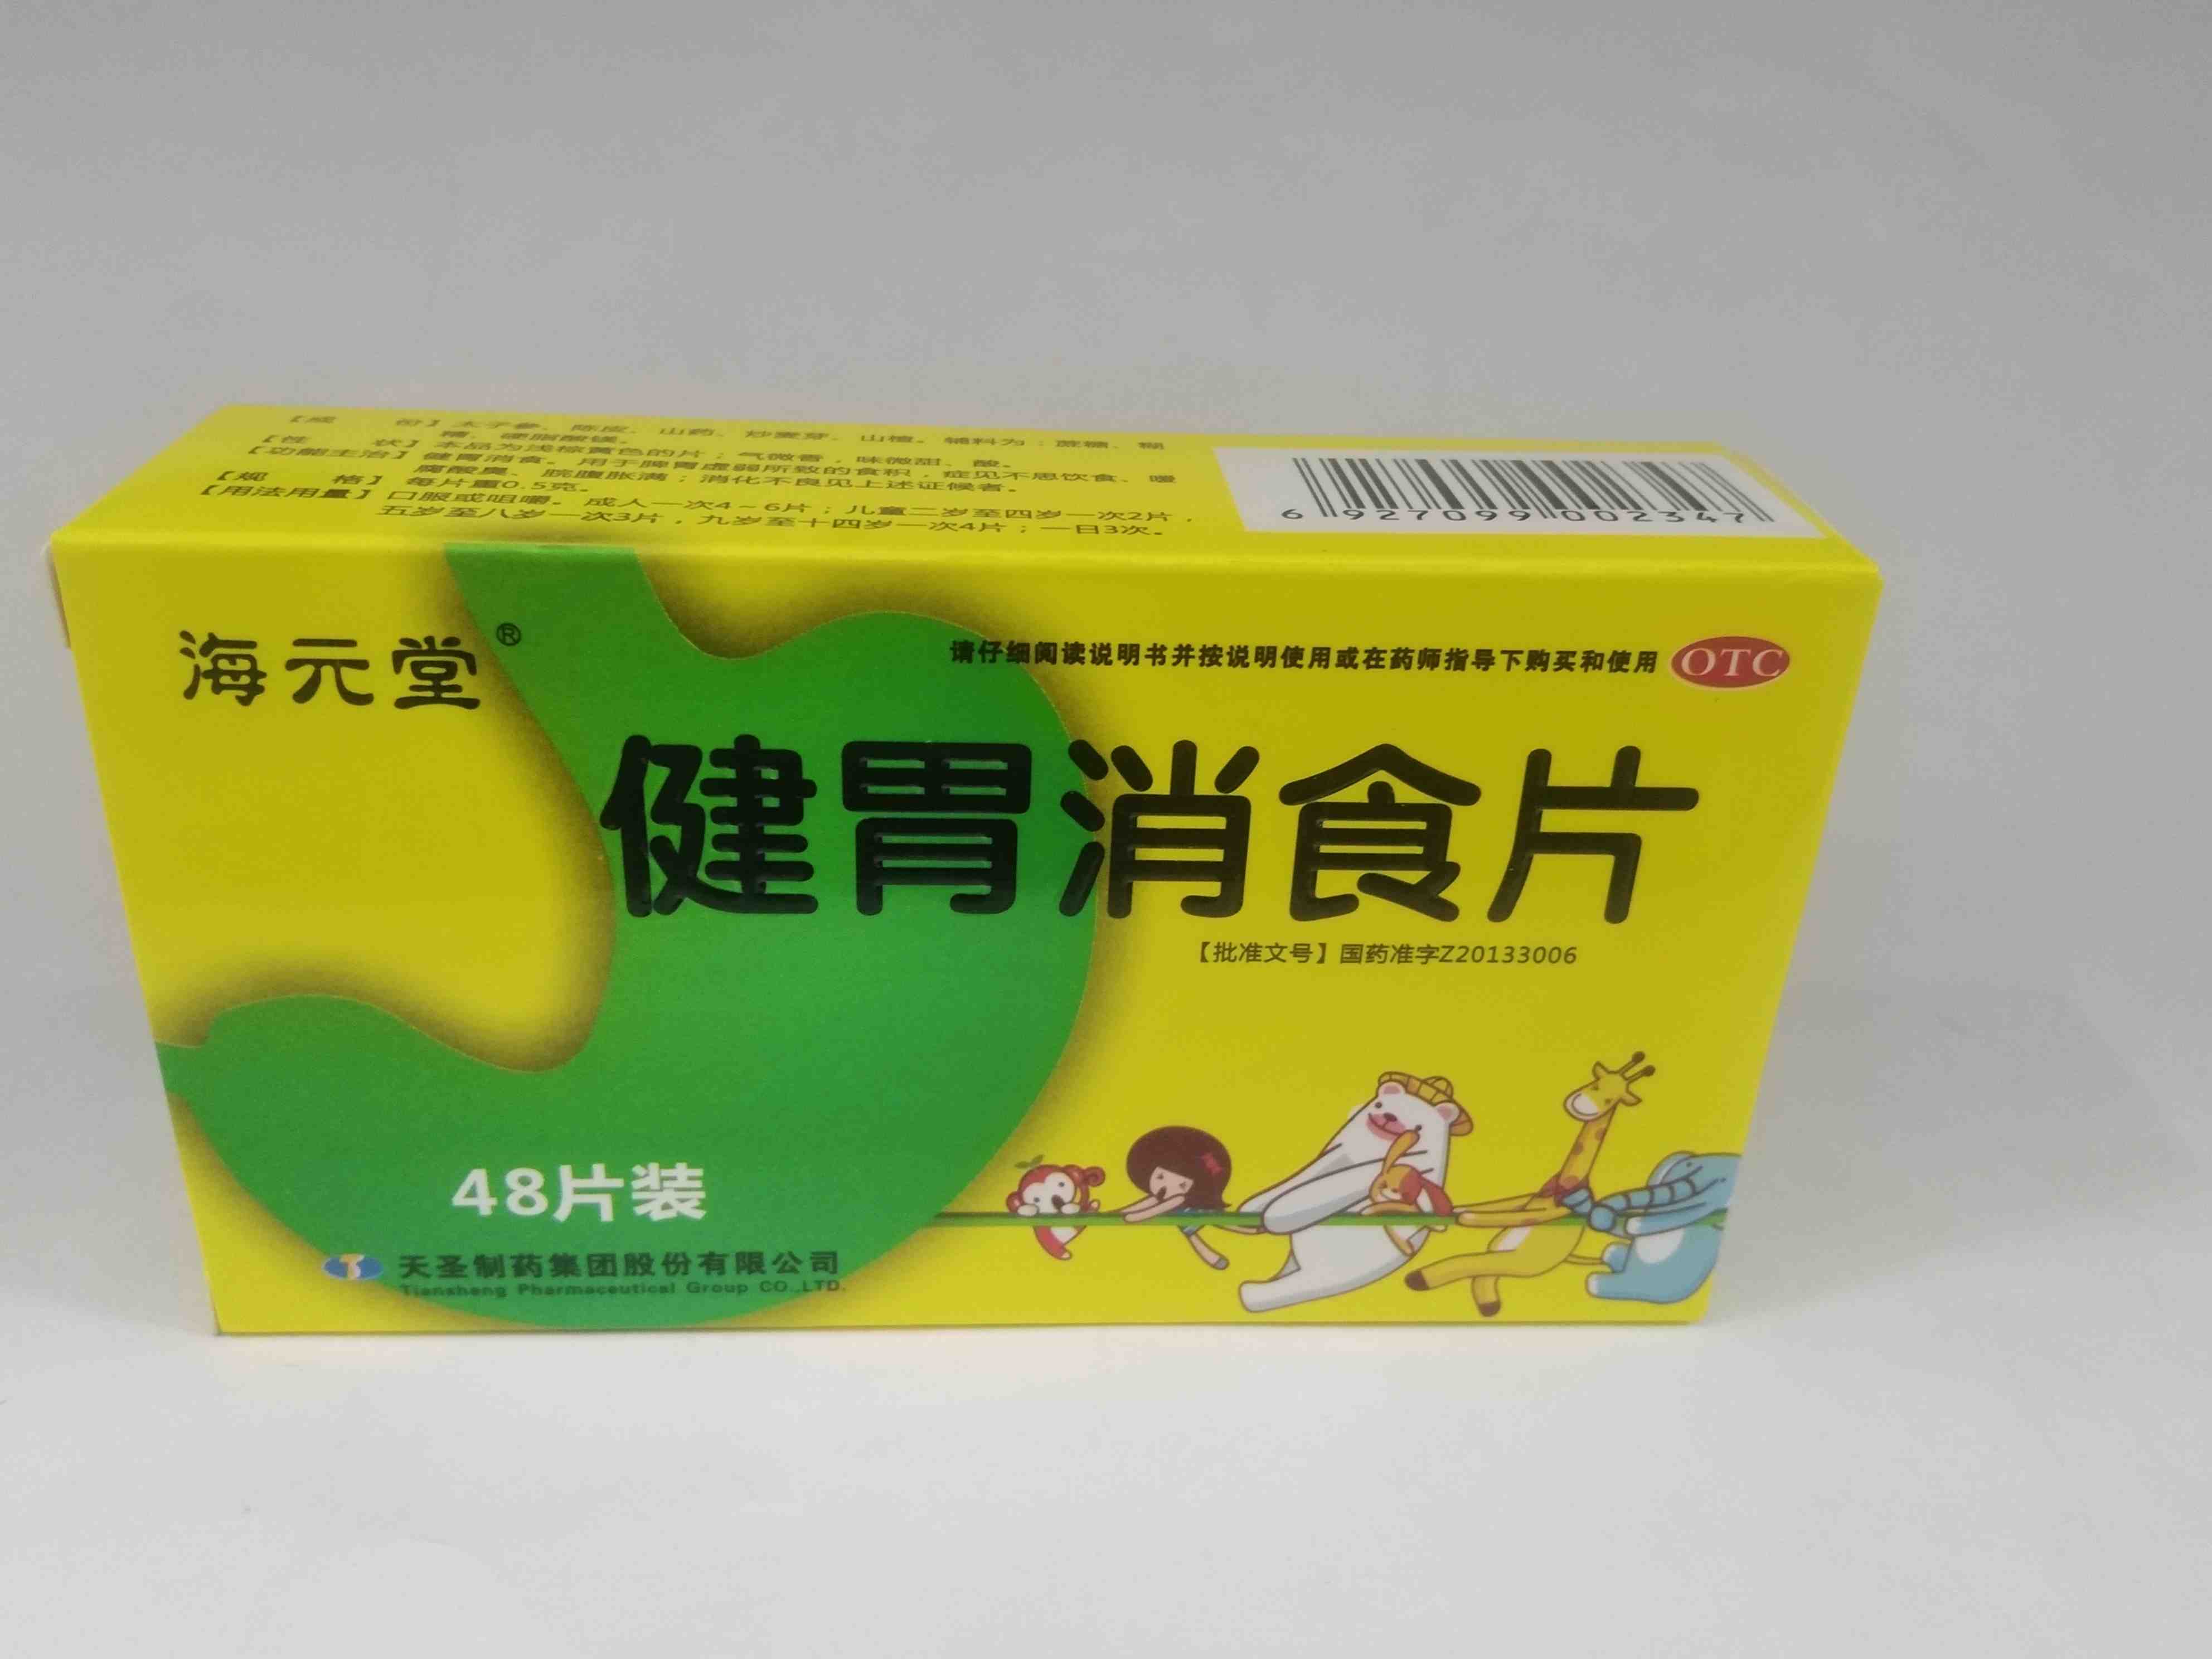 【成　　份】太子参、陈皮、山药、炒麦芽、山楂。辅料为：蔗糖、糊
精、硬脂酸镁。
【性　　状】本品为浅棕黄色的片；气微香，味微甜、酸。
【功能主治】健胃消食。用于脾胃虚弱所致的食积，症见不思饮食、嗳
腐酸臭、脘腹胀满；消化不良见上述证候者。
【规　　格】每片重0.5克。
【用法用量】口服或咀嚼。成人一次4～6片；儿童二岁至四岁一次2片，
五岁至八岁一次3片，九岁至十四岁一次4片；一日3次。
6 927099 002347
海元堂®
请仔细阅读说明书并按说明使用或在药师指导下购买和使用 OTC
健胃消食片
【批准文号】国药准字Z20133006
48片装
天圣制药集团股份有限公司
Tiansheng Pharmaceutical Group CO.,LTD.